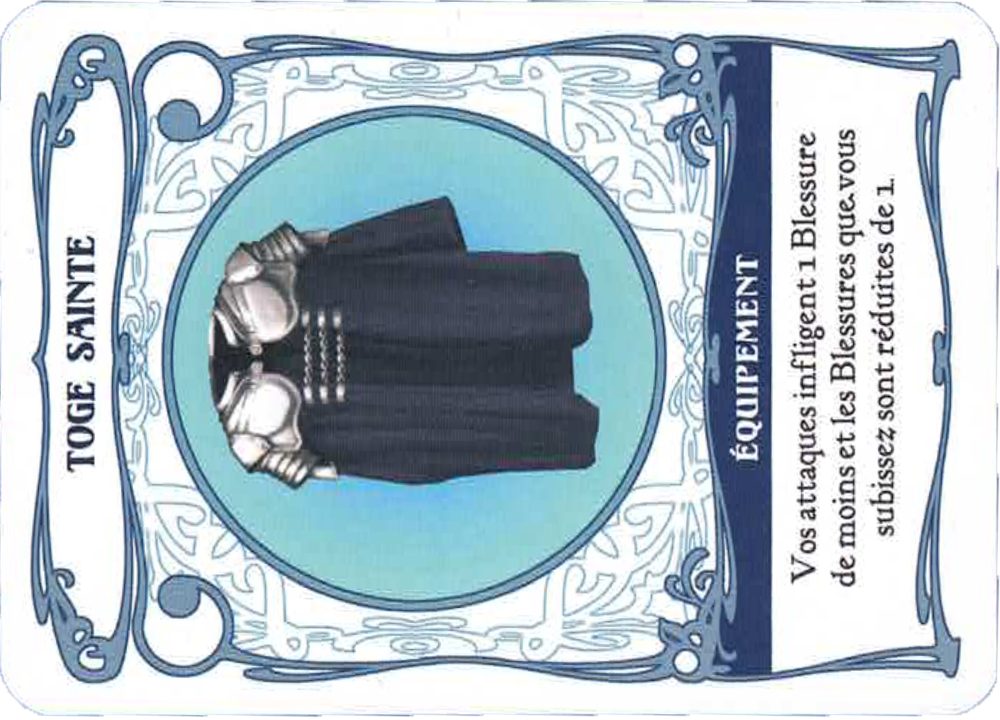 TOGE SAINTE
ÉQUIPEMENT
Vos attaques infligent 1 Blessure
de moins et les Blessures que vous
subissez sont réduites de 1.